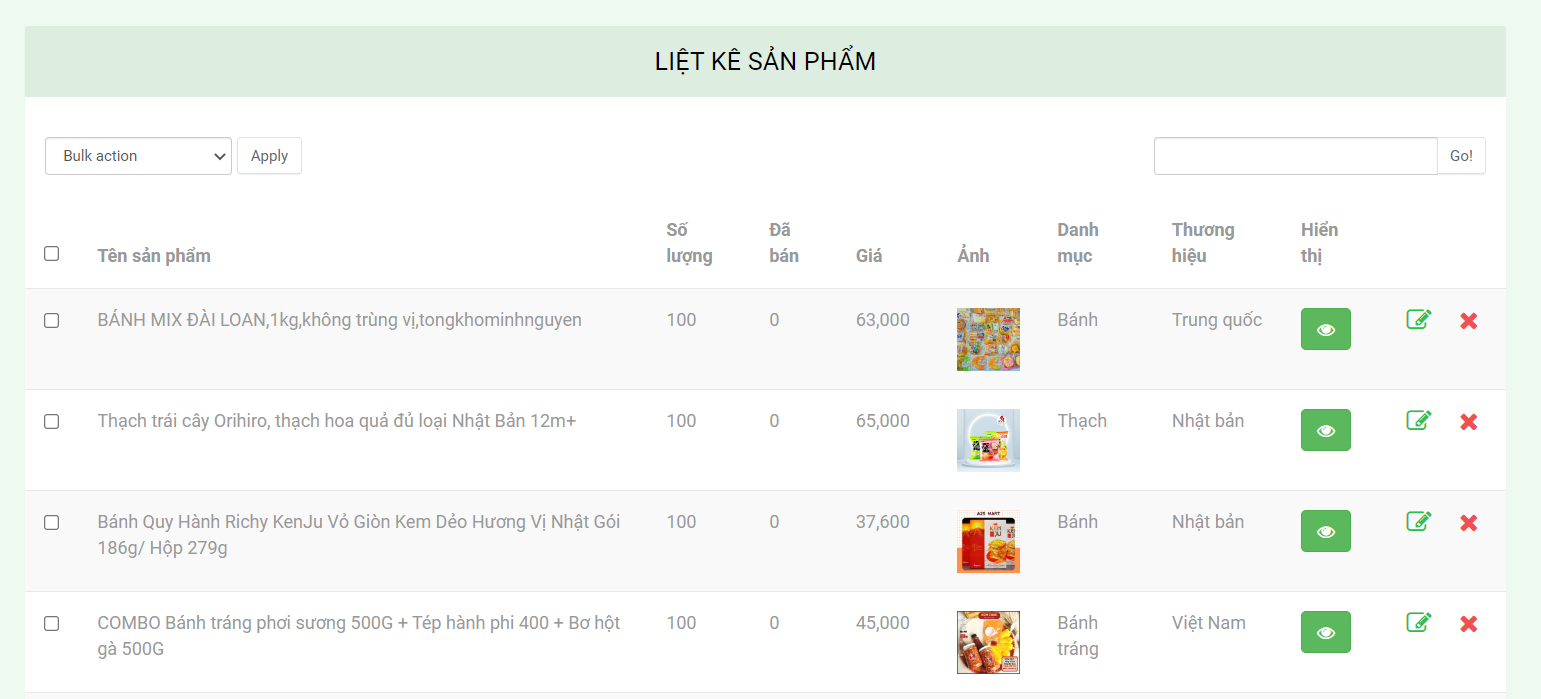 LIỆT KÊ SẢN PHẨM
Bulk action Apply Go!
Tên sản phẩm Số lượng Đã bán Giá Ảnh Danh mục Thương hiệu Hiển thị
BÁNH MIX ĐÀI LOAN,1kg,không trùng vị,tongkhominhnguyen 100 0 63,000 Bánh Trung quốc
Thạch trái cây Orihiro, thạch hoa quả đủ loại Nhật Bản 12m+ 100 0 65,000 Thạch Nhật bản
Bánh Quy Hành Richy KenJu Vỏ Giòn Kem Dẻo Hương Vị Nhật Gói 100 0 37,600 Bánh Nhật bản
186g/ Hộp 279g
A25 MART
COMBO Bánh tráng phơi sương 500G + Tép hành phi 400 + Bơ hột 100 0 45,000 Bánh Việt Nam
gà 500G tráng